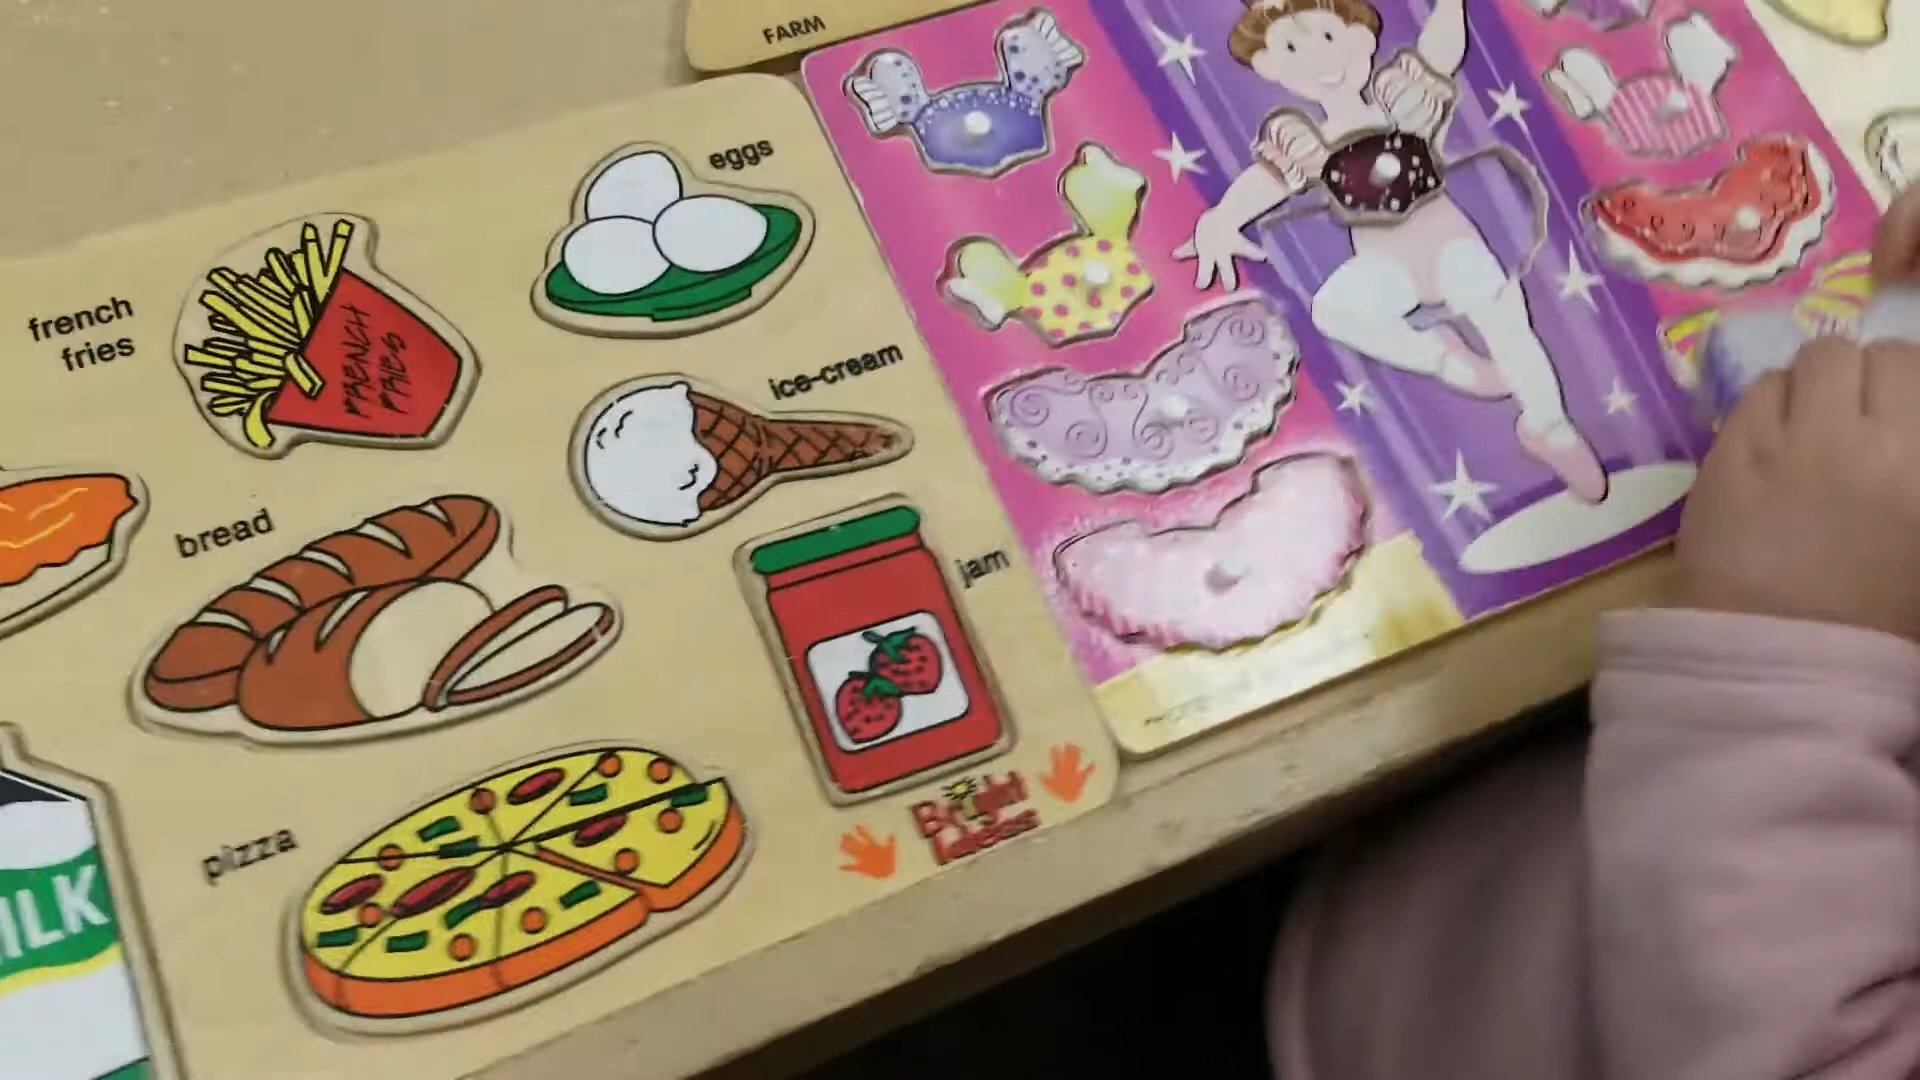 FARM
eggs
french
fries
FRENCH
FRIES
ice-cream
bread
jam
pizza
Bright
Ideas
ILK